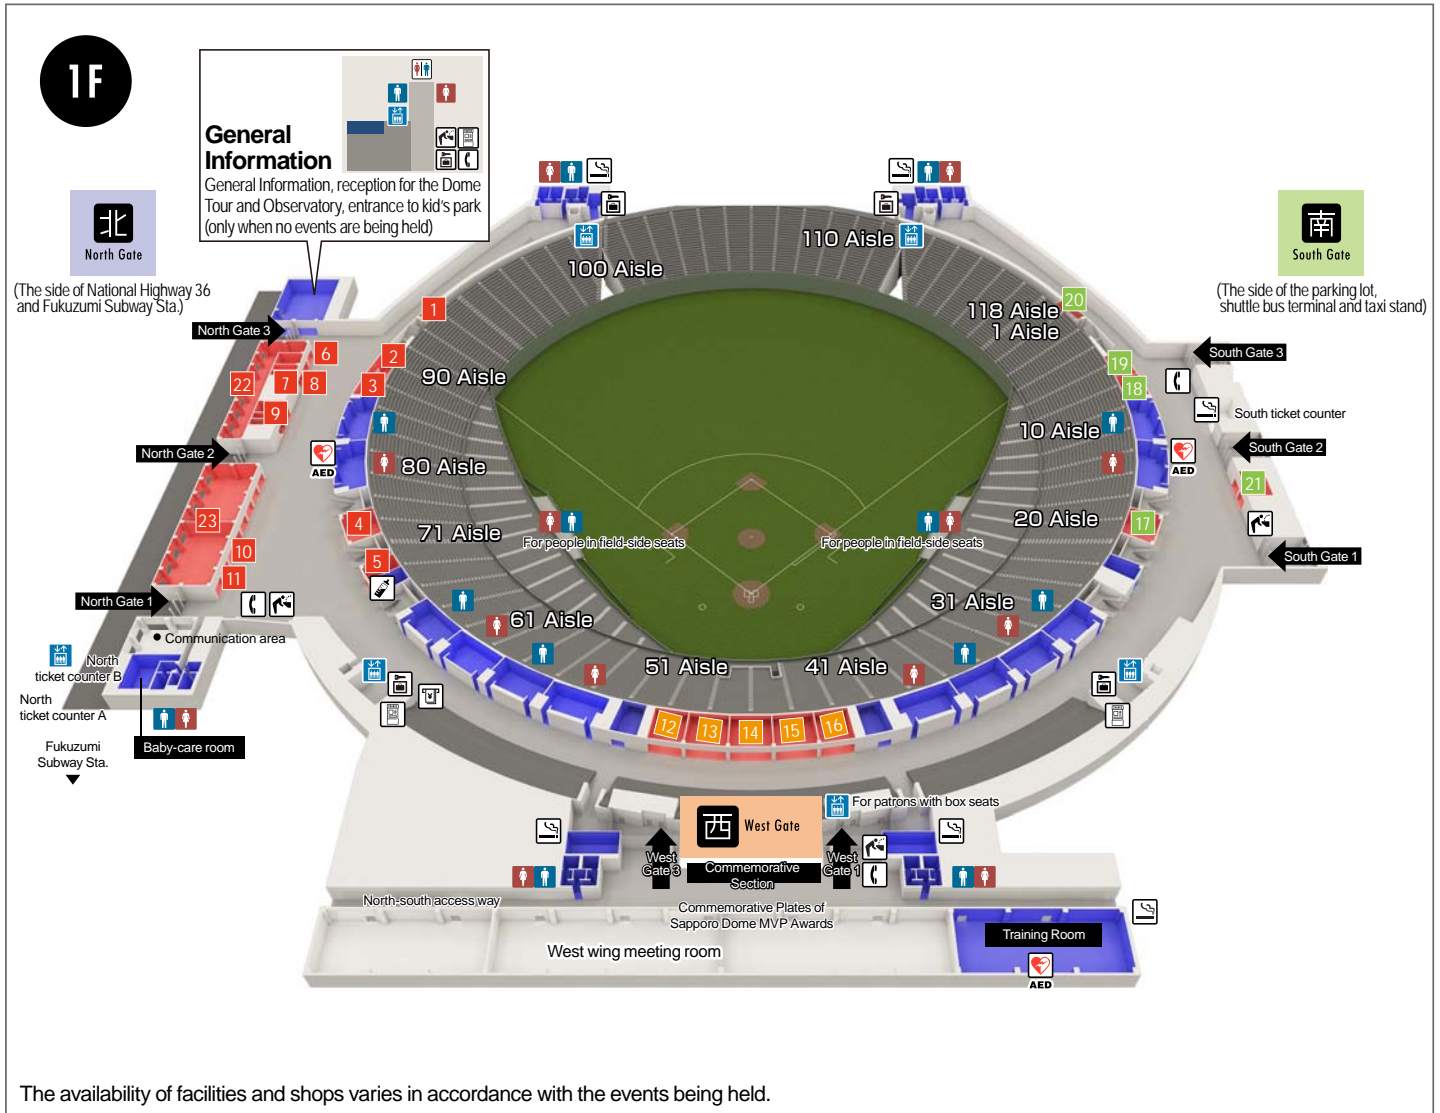 1F
General
Information
General Information, reception for the Dome
Tour and Observatory, entrance to kid's park
(only when no events are being held)
北
North Gate
(The side of National Highway 36
and Fukuzumi Subway Sta.)
南
South Gate
(The side of the parking lot,
shuttle bus terminal and taxi stand)
100 Aisle
110 Aisle
118 Aisle
1 Aisle
90 Aisle
10 Aisle
80 Aisle
20 Aisle
71 Aisle
31 Aisle
61 Aisle
51 Aisle
41 Aisle
North Gate 3
North Gate 2
North Gate 1
South Gate 3
South ticket counter
South Gate 2
South Gate 1
1
2
3
4
5
6
7
8
9
10
11
12
13
14
15
16
17
18
19
20
21
22
23
AED
AED
For people in field-side seats
For people in field-side seats
Communication area
North
ticket counter B
North
ticket counter A
Fukuzumi
Subway Sta.
Baby-care room
For patrons with box seats
西
West Gate
West
Gate 3
West
Gate 1
Commemorative
Section
Commemorative Plates of
Sapporo Dome MVP Awards
North-south access way
West wing meeting room
Training Room
AED
The availability of facilities and shops varies in accordance with the events being held.